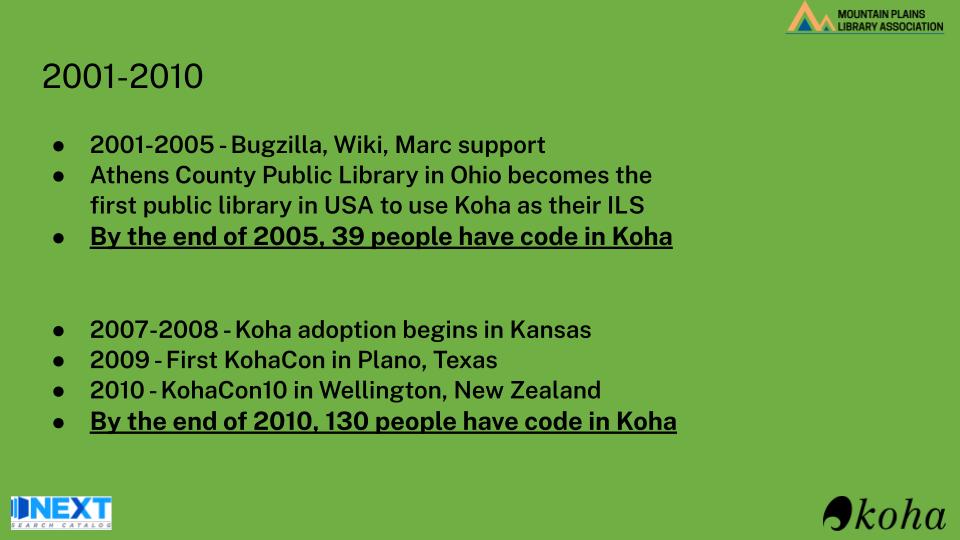 MOUNTAIN PLAINS
LIBRARY ASSOCIATION
2001-2010
● 2001-2005 - Bugzilla, Wiki, Marc support
● Athens County Public Library in Ohio becomes the
first public library in USA to use Koha as their ILS
● By the end of 2005, 39 people have code in Koha
● 2007-2008 - Koha adoption begins in Kansas
● 2009 - First KohaCon in Plano, Texas
● 2010 - KohaCon10 in Wellington, New Zealand
● By the end of 2010, 130 people have code in Koha
NEXT
SEARCH CATALOG
koha